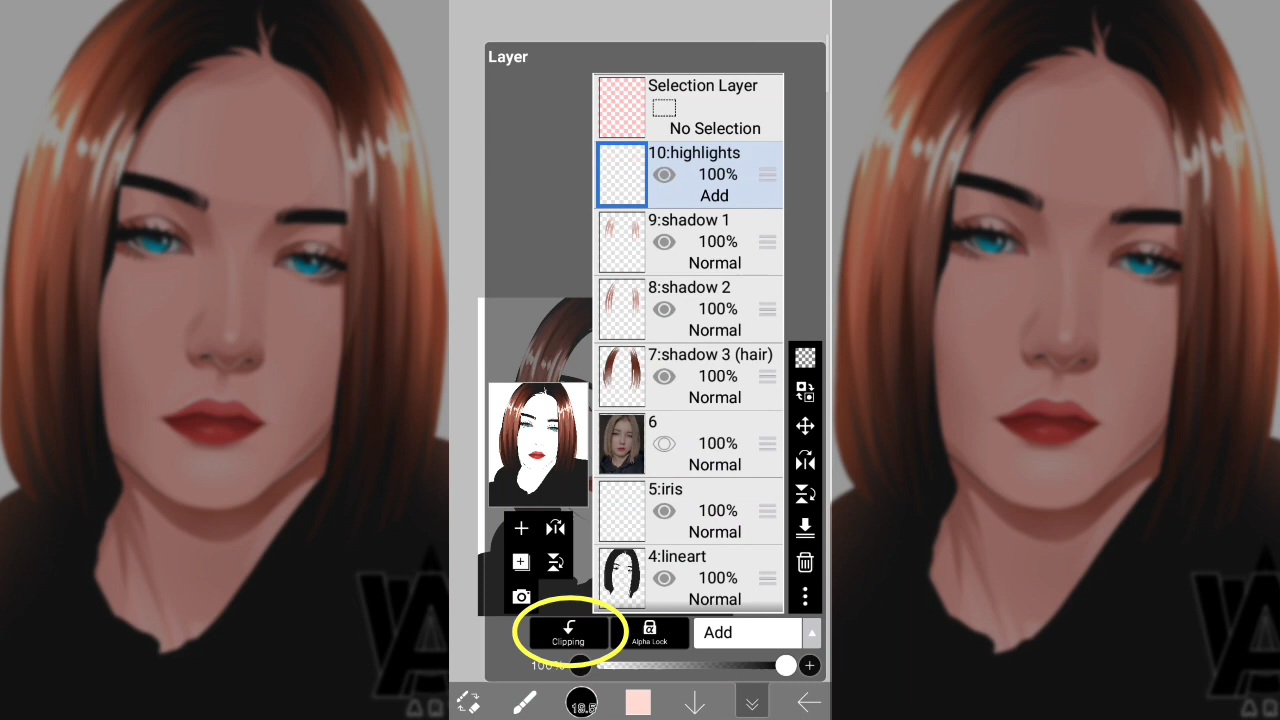 Layer
Selection Layer
No Selection
10:highlights
100%
Add
9:shadow 1
100%
Normal
8:shadow 2
100%
Normal
7:shadow 3 (hair)
100%
Normal
6
100%
Normal
5:iris
100%
Normal
4:lineart
100%
Normal
Clipping
Alpha Lock
Add
100%